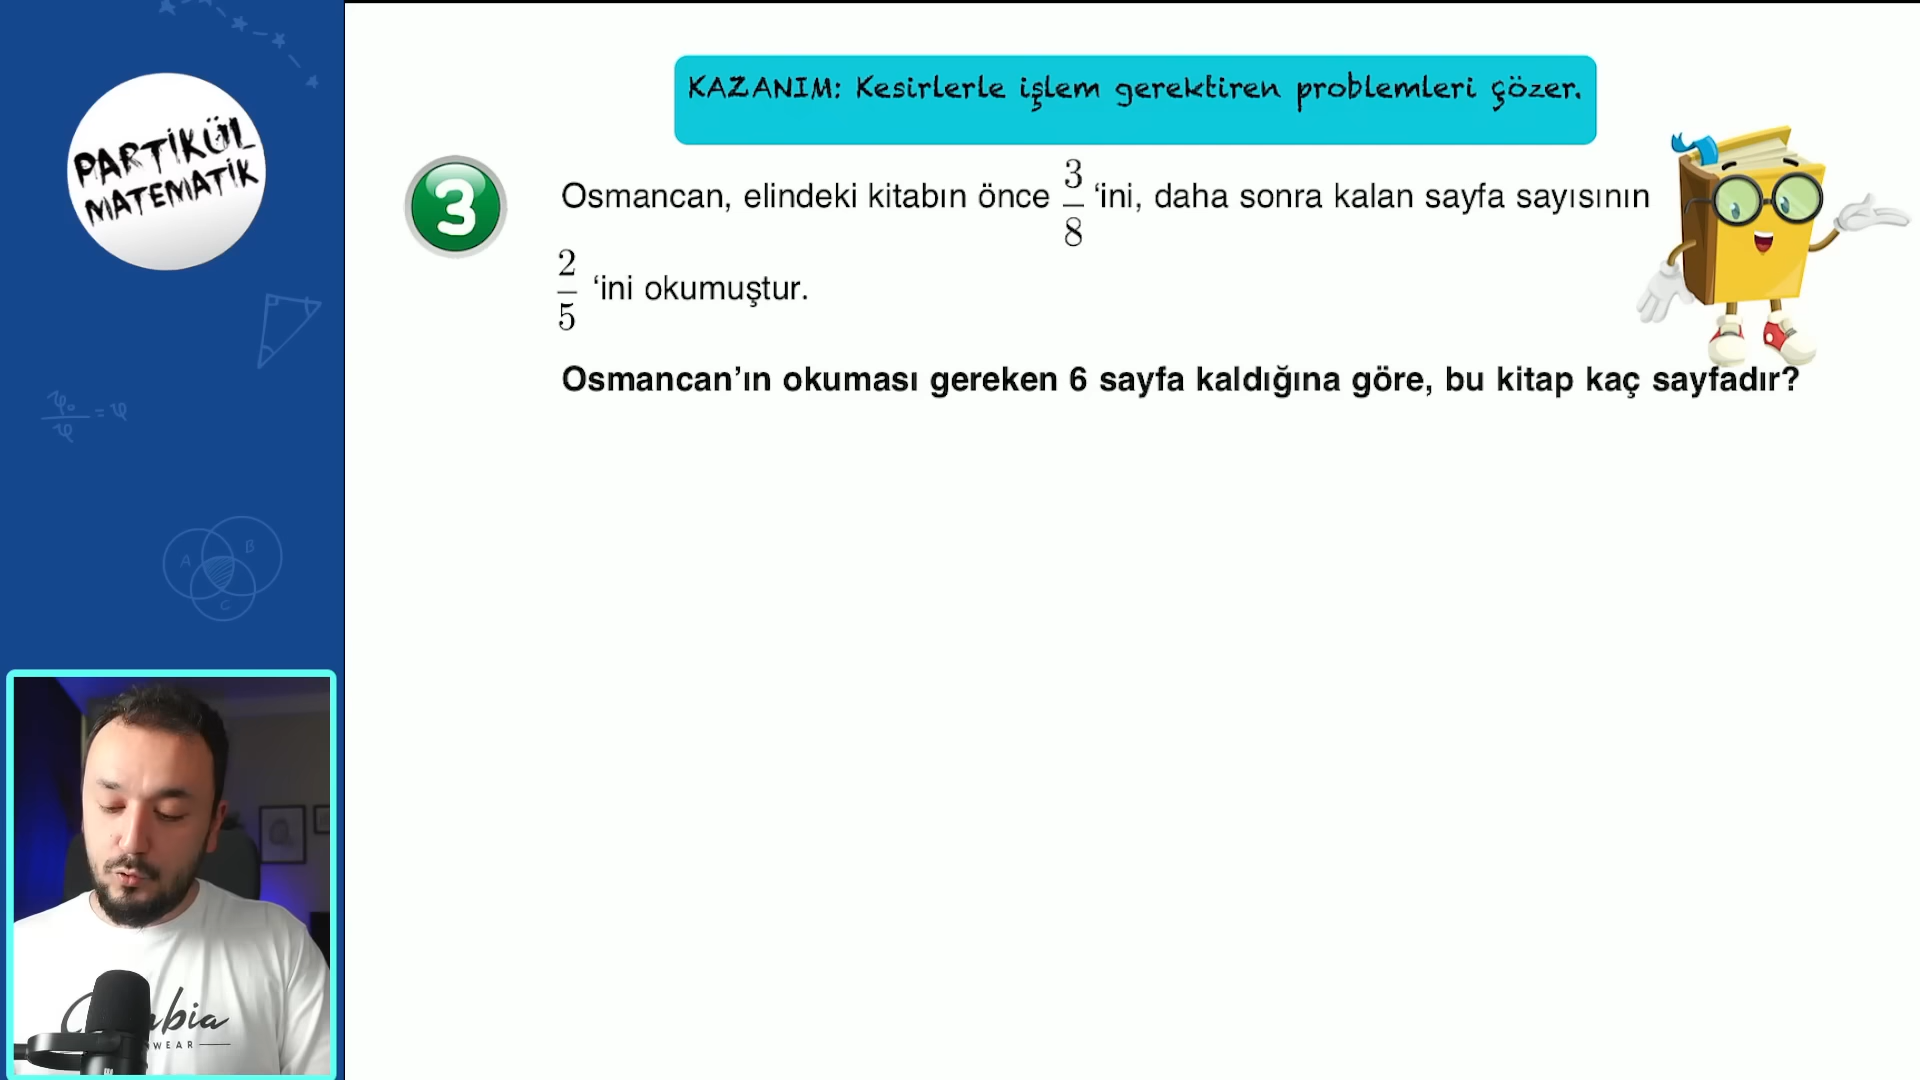 PARTİKÜL
MATEMATİK
KAZANIM: Kesirlerle işlem gerektiren problemleri çözer.
3
Osmancan, elindeki kitabın önce 3/8 ‘ini, daha sonra kalan sayfa sayısının
2/5 ‘ini okumuştur.
Osmancan’ın okuması gereken 6 sayfa kaldığına göre, bu kitap kaç sayfadır?
A
B
C
WEAR